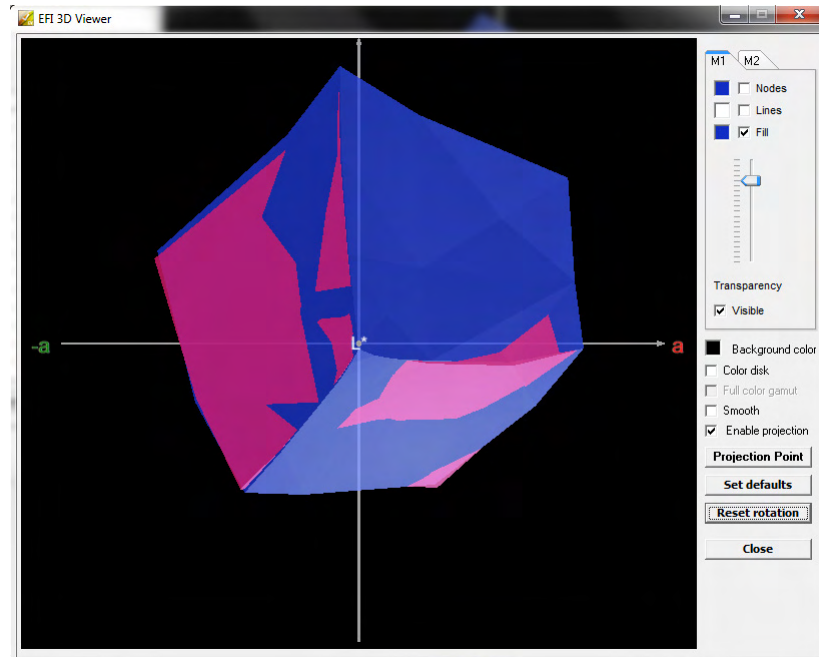 EFI 3D Viewer
M1 M2
Nodes
Lines
Fill
Transparency
Visible
-a
L*
a
Background color
Color disk
Full color gamut
Smooth
Enable projection
Projection Point
Set defaults
Reset rotation
Close